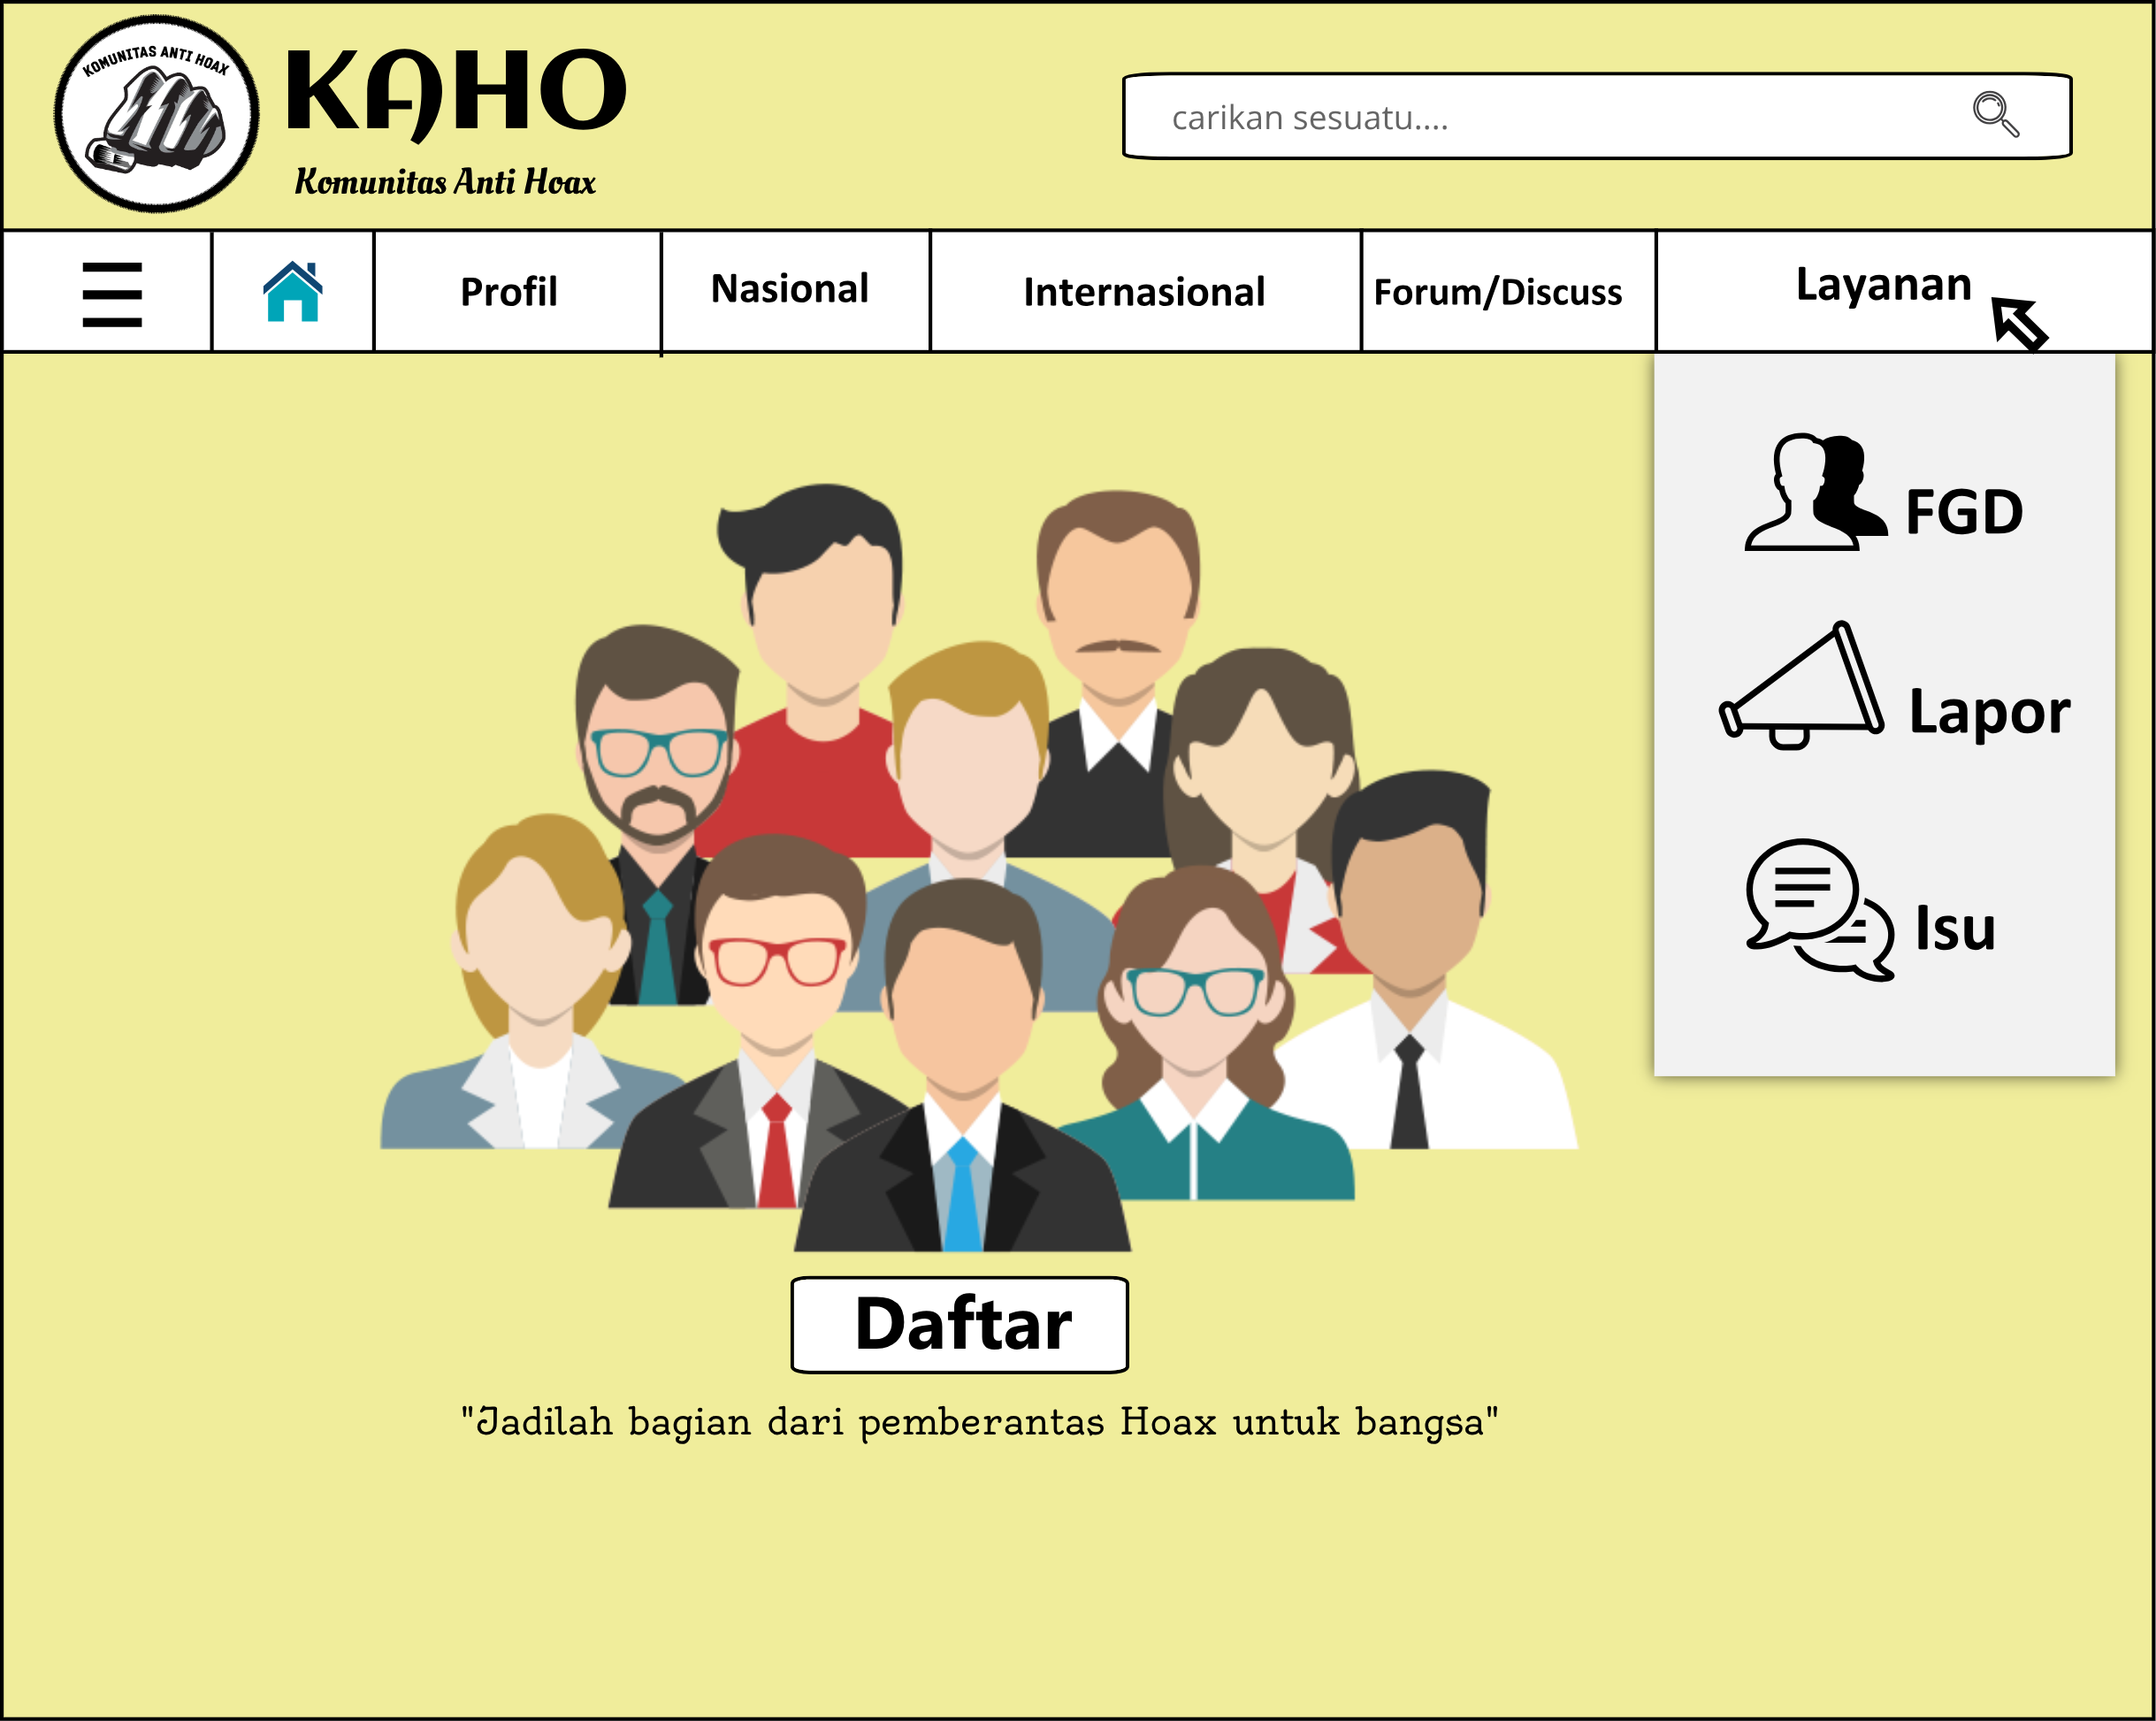 KOMUNITAS ANTI HOAX
KAHO
Komunitas Anti Hoax
carikan sesuatu....
Profil
Nasional
Internasional
Forum/Discuss
Layanan
FGD
Lapor
Isu
Daftar
"Jadilah bagian dari pemberantas Hoax untuk bangsa"